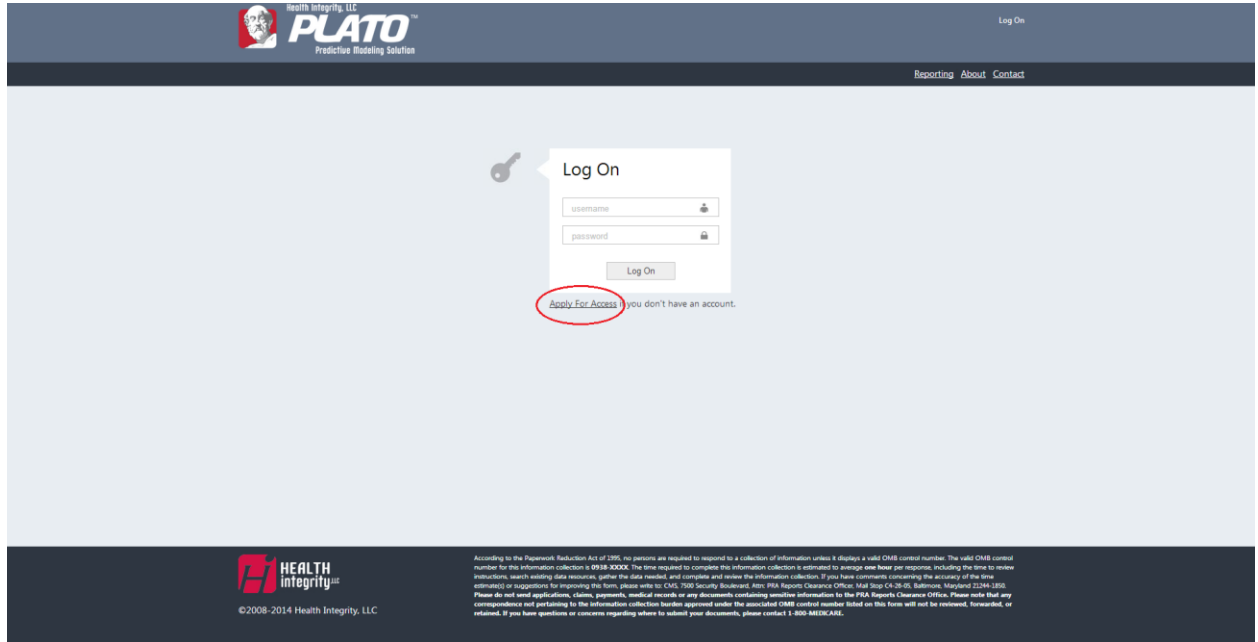 Health Integrity, LLC
PLATO™
Predictive Modeling Solution
Log On
Reporting About Contact
Log On
username
password
Log On
Apply For Access if you don't have an account.
HEALTH
integrity LLC
©2008-2014 Health Integrity, LLC
According to the Paperwork Reduction Act of 1995, no persons are required to respond to a collection of information unless it displays a valid OMB control number. The valid OMB control
number for this information collection is 0938-XXXX. The time required to complete this information collection is estimated to average one hour per response, including the time to review
instructions, search existing data resources, gather the data needed, and complete and review the information collection. If you have comments concerning the accuracy of the time
estimate(s) or suggestions for improving this form, please write to: CMS, 7500 Security Boulevard, Attn: PRA Reports Clearance Officer, Mail Stop C4-26-05, Baltimore, Maryland 21244-1850.
Please do not send applications, claims, payments, medical records or any documents containing sensitive information to the PRA Reports Clearance Office. Please note that any
correspondence not pertaining to the information collection burden approved under the associated OMB control number listed on this form will not be reviewed, forwarded, or
retained. If you have questions or concerns regarding where to submit your documents, please contact 1-800-MEDICARE.